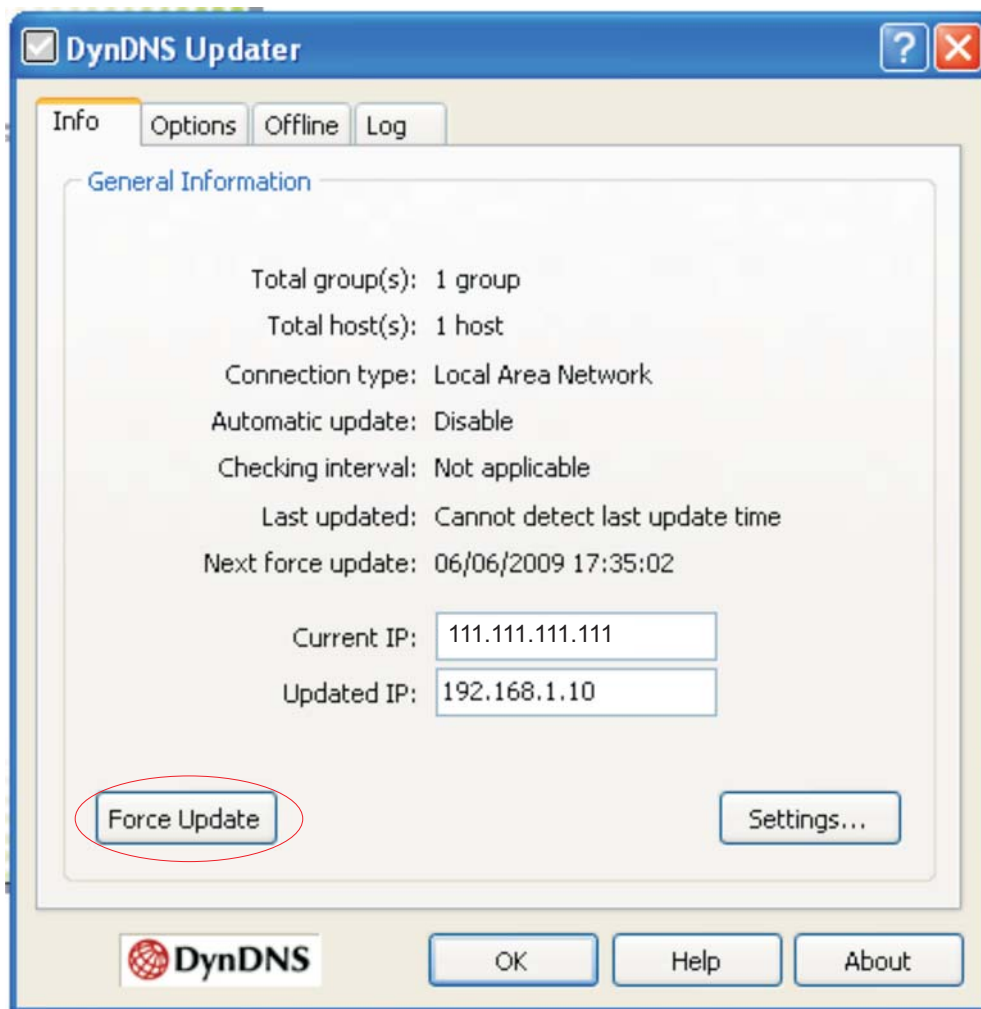 DynDNS Updater
Info Options Offline Log
General Information
Total group(s): 1 group
Total host(s): 1 host
Connection type: Local Area Network
Automatic update: Disable
Checking interval: Not applicable
Last updated: Cannot detect last update time
Next force update: 06/06/2009 17:35:02
Current IP: 111.111.111.111
Updated IP: 192.168.1.10
Force Update Settings...
DynDNS OK Help About